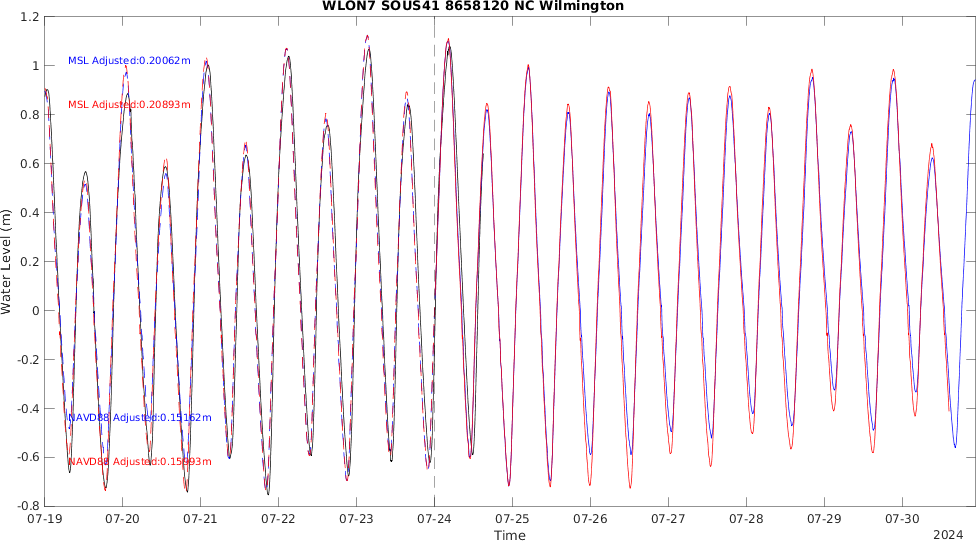 WLON7 SOUS41 8658120 NC Wilmington
1.2
1
0.8
0.6
0.4
0.2
0
-0.2
-0.4
-0.6
-0.8
Water Level (m)
MSL Adjusted:0.20062m
MSL Adjusted:0.20893m
NAVD88 Adjusted:0.15162m
NAVD88 Adjusted:0.15993m
07-19 07-20 07-21 07-22 07-23 07-24 07-25 07-26 07-27 07-28 07-29 07-30
Time
2024